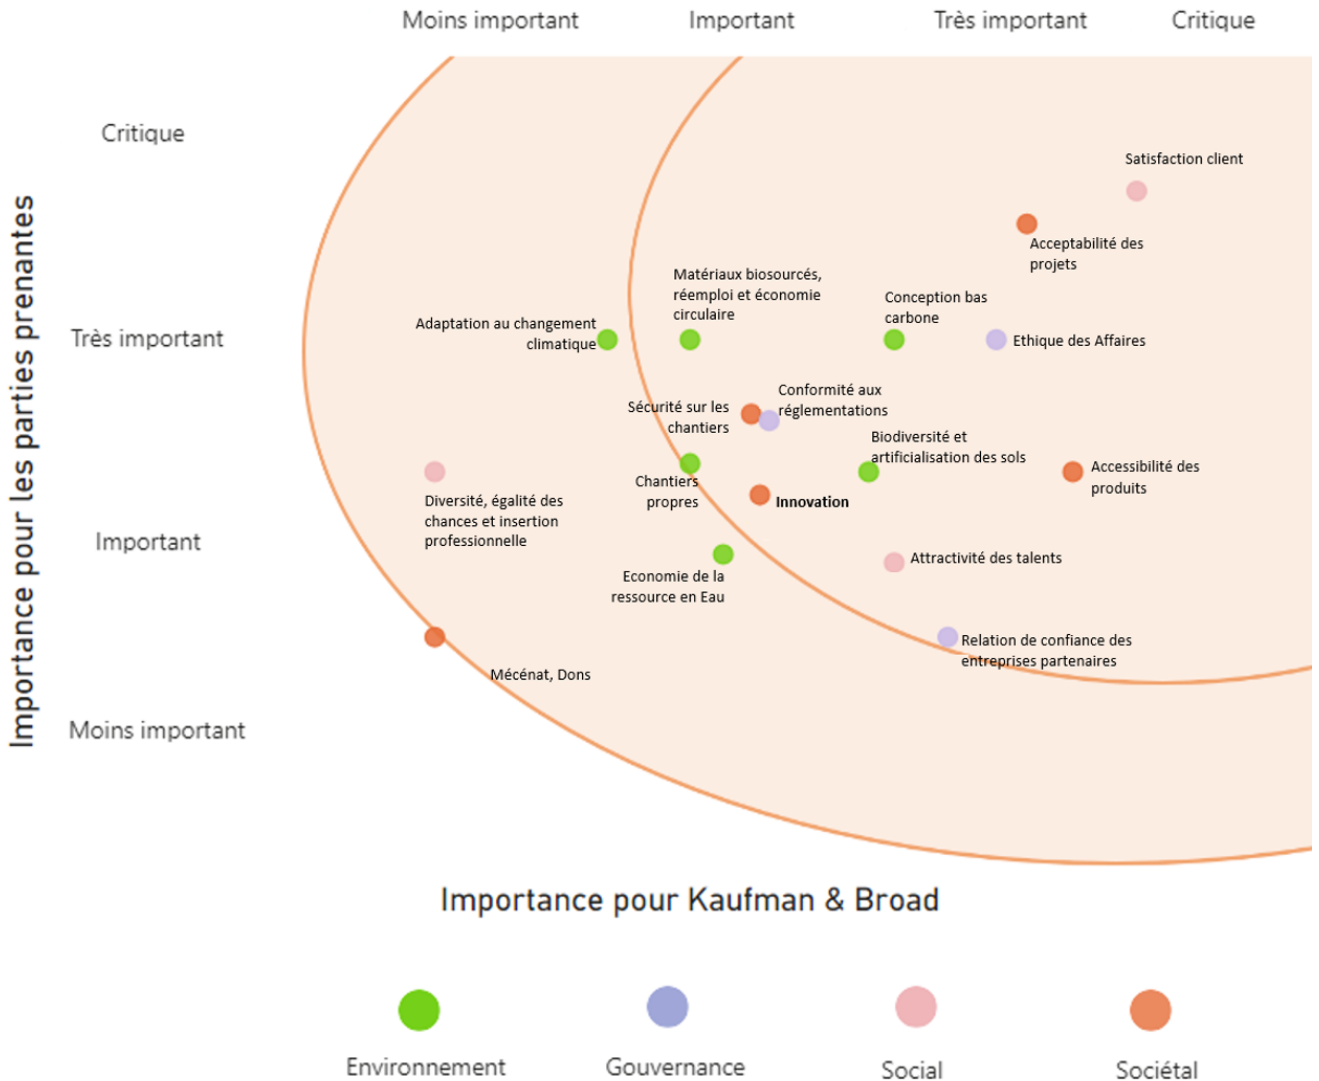 Moins important
Important
Très important
Critique
Importance pour les parties prenantes
Critique
Très important
Important
Moins important
Satisfaction client
Acceptabilité des
projets
Matériaux biosourcés,
réemploi et économie
circulaire
Conception bas
carbone
Adaptation au changement
climatique
Ethique des Affaires
Conformité aux
réglementations
Sécurité sur les
chantiers
Biodiversité et
artificialisation des sols
Accessibilité des
produits
Chantiers
propres
Innovation
Diversité, égalité des
chances et insertion
professionnelle
Attractivité des talents
Economie de la
ressource en Eau
Relation de confiance des
entreprises partenaires
Mécénat, Dons
Importance pour Kaufman & Broad
Environnement
Gouvernance
Social
Sociétal